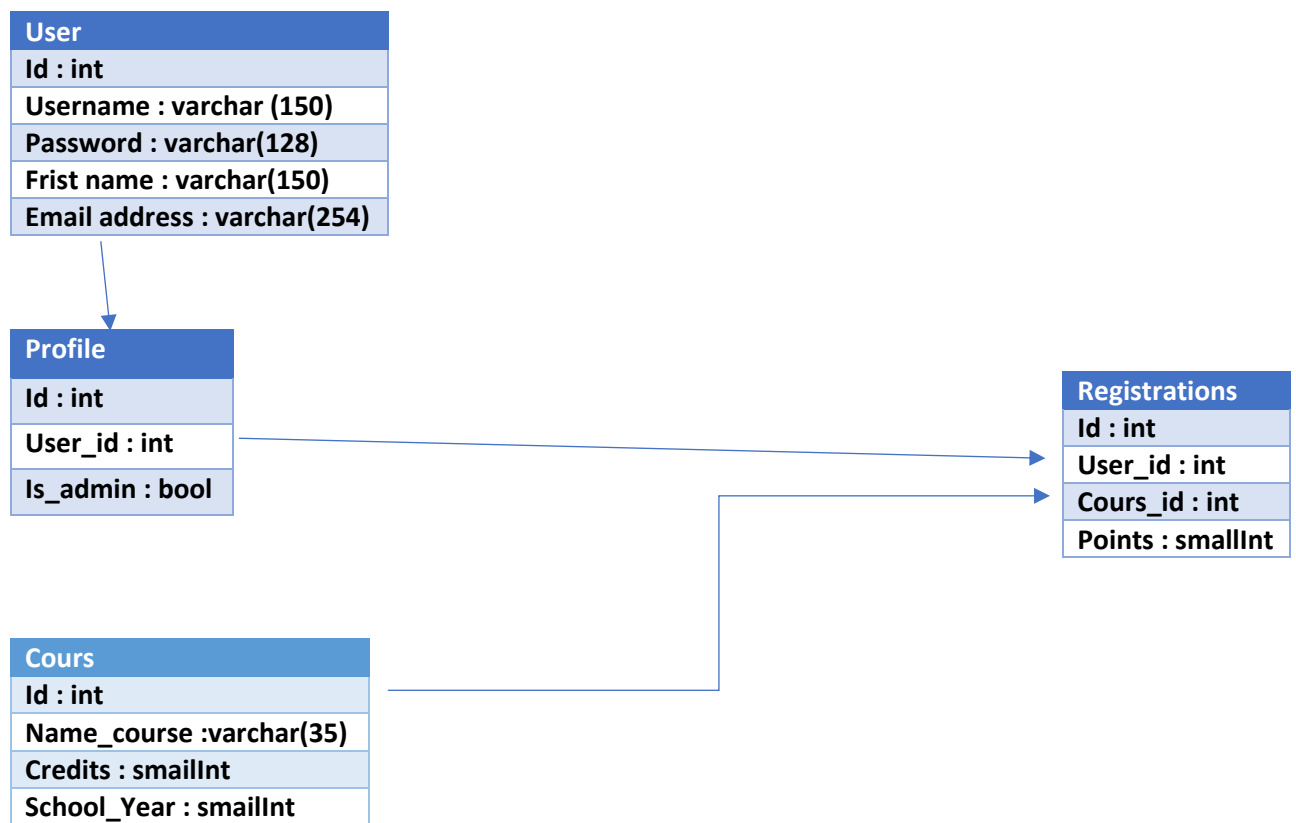 User
Id : int
Username : varchar (150)
Password : varchar(128)
Frist name : varchar(150)
Email address : varchar(254)
Profile
Id : int
User_id : int
Is_admin : bool
Registrations
Id : int
User_id : int
Cours_id : int
Points : smallInt
Cours
Id : int
Name_course :varchar(35)
Credits : smailInt
School_Year : smailInt